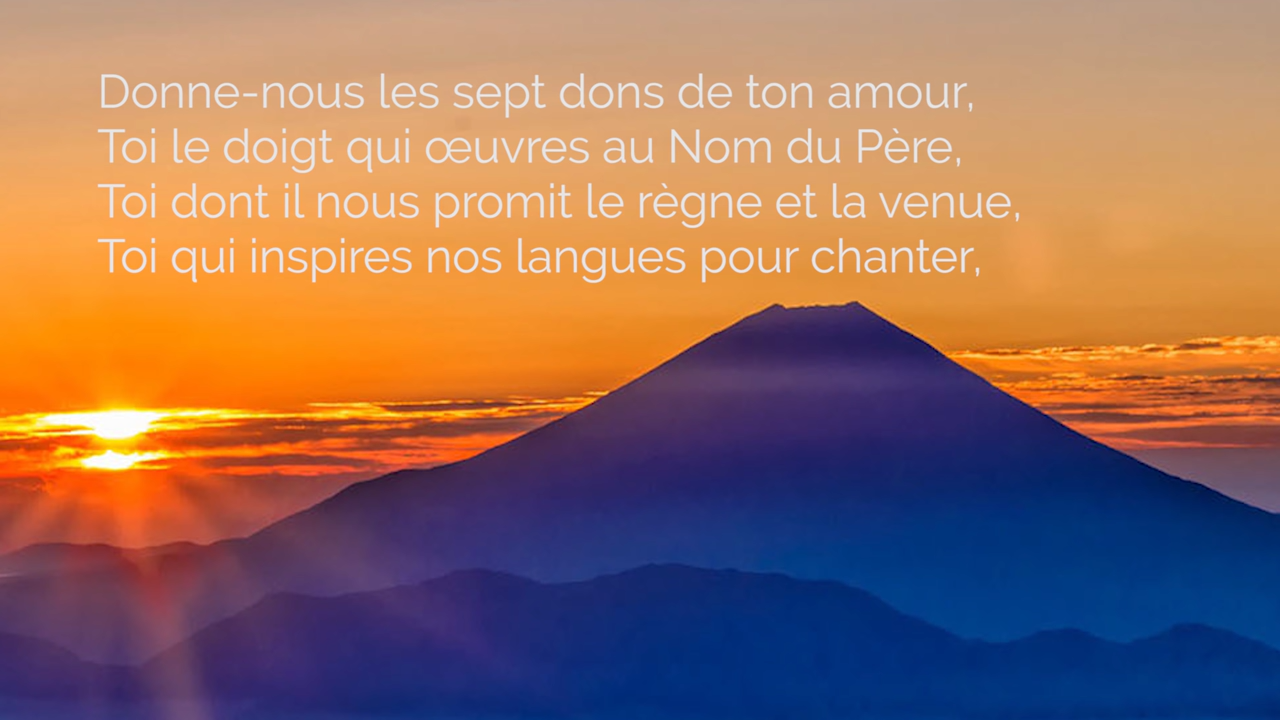 Donne-nous les sept dons de ton amour,
Toi le doigt qui œuvres au Nom du Père,
Toi dont il nous promit le règne et la venue,
Toi qui inspires nos langues pour chanter,